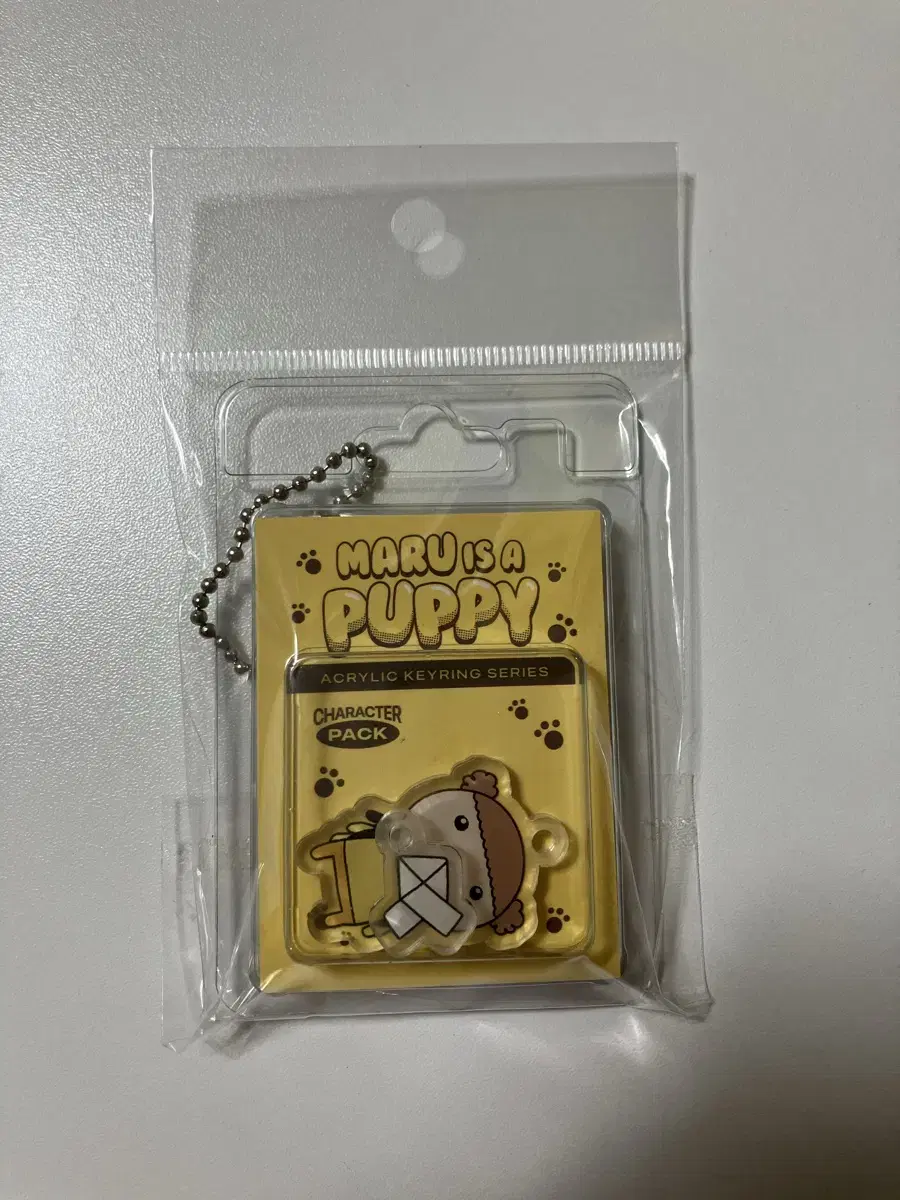 MARU IS A
PUPPY
ACRYLIC KEYRING SERIES
CHARACTER
PACK